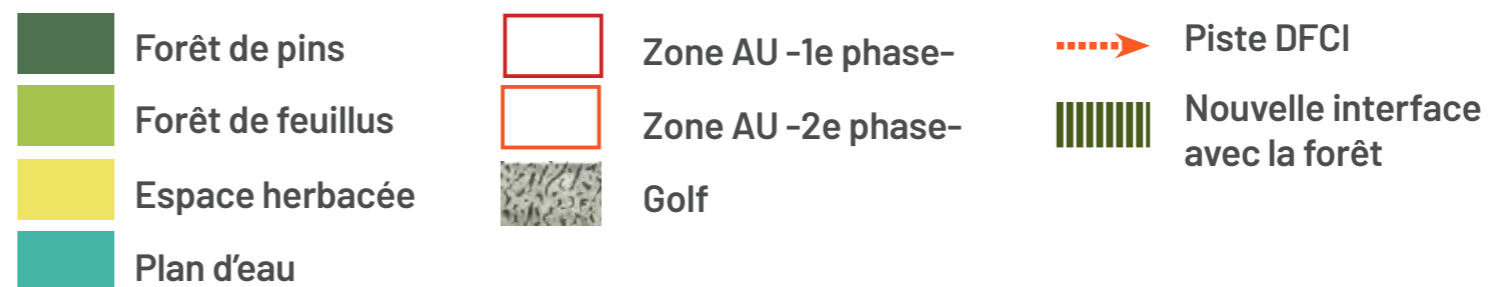 Forêt de pins
Forêt de feuillus
Espace herbacée
Plan d'eau
Zone AU -1e phase-
Zone AU -2e phase-
Golf
Piste DFCI
Nouvelle interface
avec la forêt